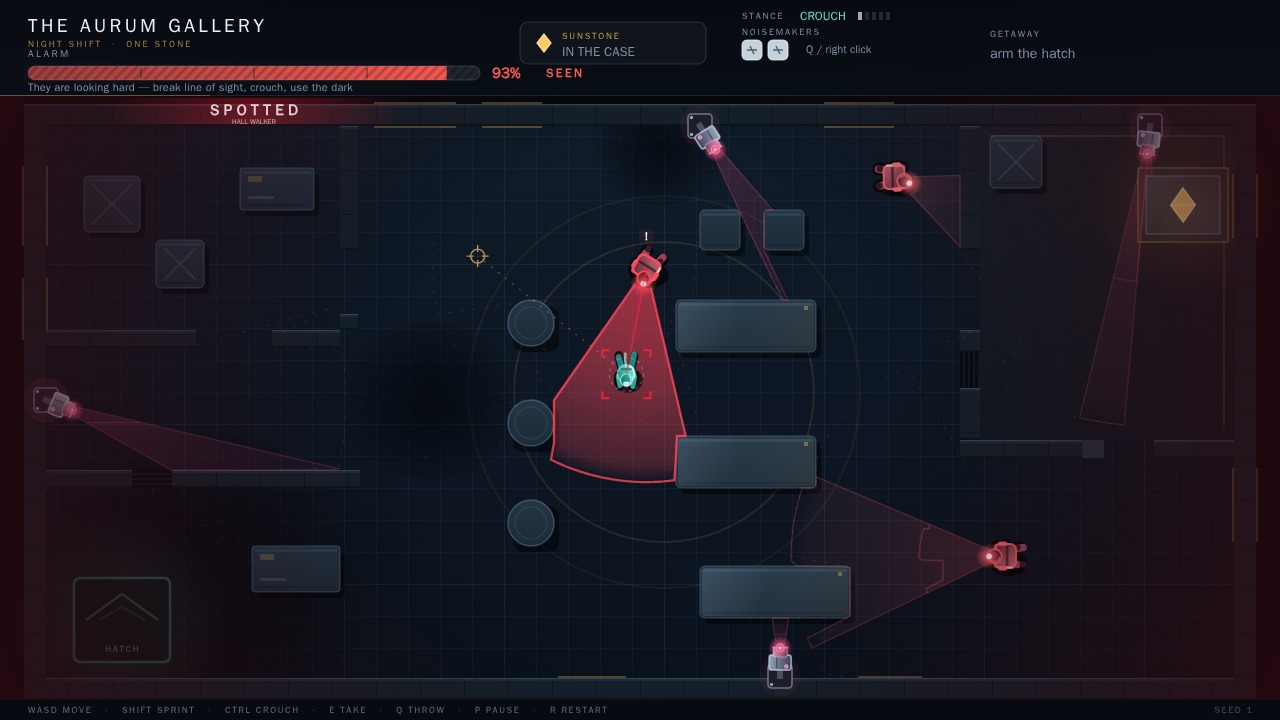 THE AURUM GALLERY
NIGHT SHIFT · ONE STONE
ALARM
93% SEEN
They are looking hard — break line of sight, crouch, use the dark
SUNSTONE
IN THE CASE
STANCE CROUCH
NOISEMAKERS
Q / right click
GETAWAY
arm the hatch
SPOTTED
HALL WALKER
!
HATCH
WASD MOVE · SHIFT SPRINT · CTRL CROUCH · E TAKE · Q THROW · P PAUSE · R RESTART
SEED 1